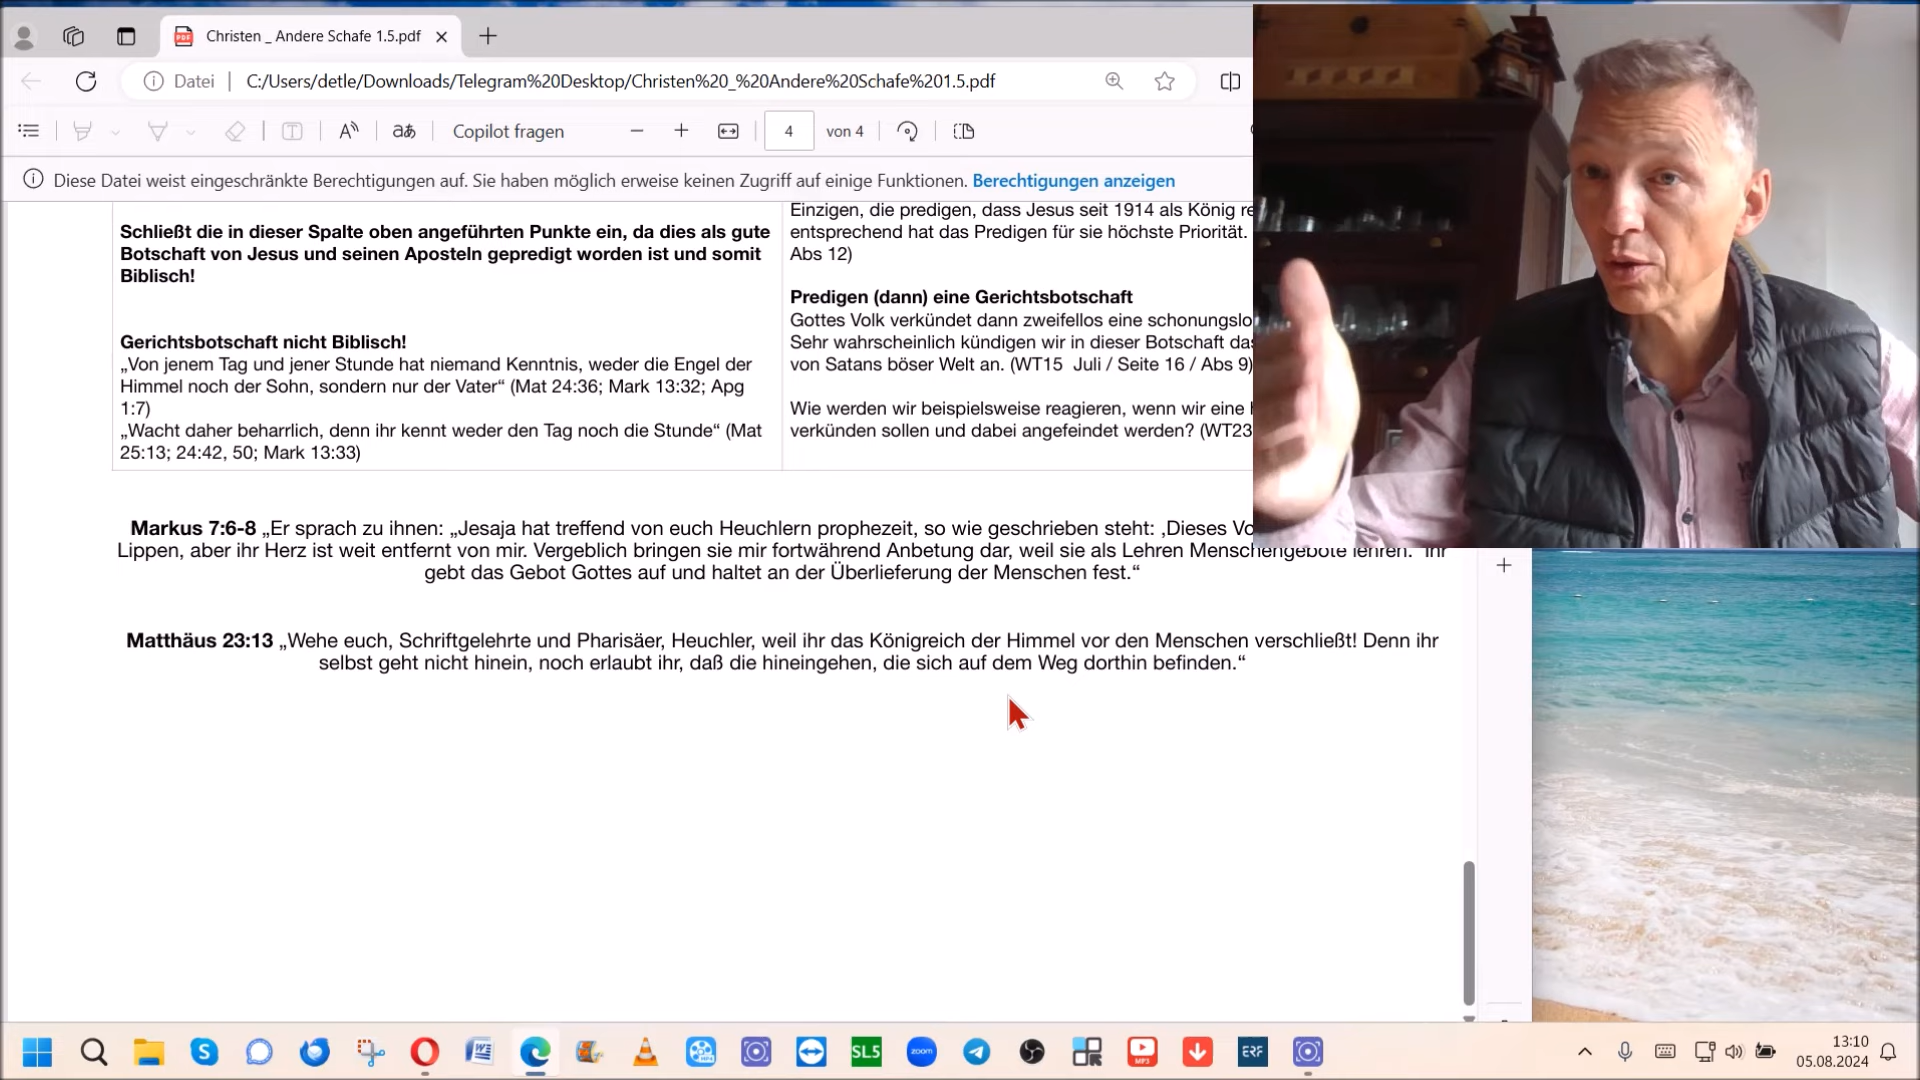 Christen _ Andere Schafe 1.5.pdf
Datei
C:/Users/detle/Downloads/Telegram%20Desktop/Christen%20_%20Andere%20Schafe%201.5.pdf
Copilot fragen
4
von 4
Diese Datei weist eingeschränkte Berechtigungen auf. Sie haben möglich erweise keinen Zugriff auf einige Funktionen. Berechtigungen anzeigen
Schließt die in dieser Spalte oben angeführten Punkte ein, da dies als gute
Botschaft von Jesus und seinen Aposteln gepredigt worden ist und somit
Biblisch!
Gerichtsbotschaft nicht Biblisch!
„Von jenem Tag und jener Stunde hat niemand Kenntnis, weder die Engel der
Himmel noch der Sohn, sondern nur der Vater“ (Mat 24:36; Mark 13:32; Apg
1:7)
„Wacht daher beharrlich, denn ihr kennt weder den Tag noch die Stunde“ (Mat
25:13; 24:42, 50; Mark 13:33)
Einzigen, die predigen, dass Jesus seit 1914 als König
entsprechend hat das Predigen für sie höchste Priorität.
Abs 12)
Predigen (dann) eine Gerichtsbotschaft
Gottes Volk verkündet dann zweifellos eine
Sehr wahrscheinlich kündigen wir in dieser Botschaft
von Satans böser Welt an. (WT15 Juli / Seite 16 / Abs 9)
Wie werden wir beispielsweise reagieren, wenn wir eine
verkünden sollen und dabei angefeindet werden? (WT23
Markus 7:6-8 „Er sprach zu ihnen: „Jesaja hat treffend von euch Heuchlern prophezeit, so wie geschrieben steht: ‚Dieses
Lippen, aber ihr Herz ist weit entfernt von mir. Vergeblich bringen sie mir fortwährend Anbetung dar, weil sie als Lehren Menschengebote lehren.‘ Ihr
gebt das Gebot Gottes auf und haltet an der Überlieferung der Menschen fest.“
Matthäus 23:13 „Wehe euch, Schriftgelehrte und Pharisäer, Heuchler, weil ihr das Königreich der Himmel vor den Menschen verschließt! Denn ihr
selbst geht nicht hinein, noch erlaubt ihr, daß die hineingehen, die sich auf dem Weg dorthin befinden.“
SL5
zoom
MP3
ERF
13:10
05.08.2024